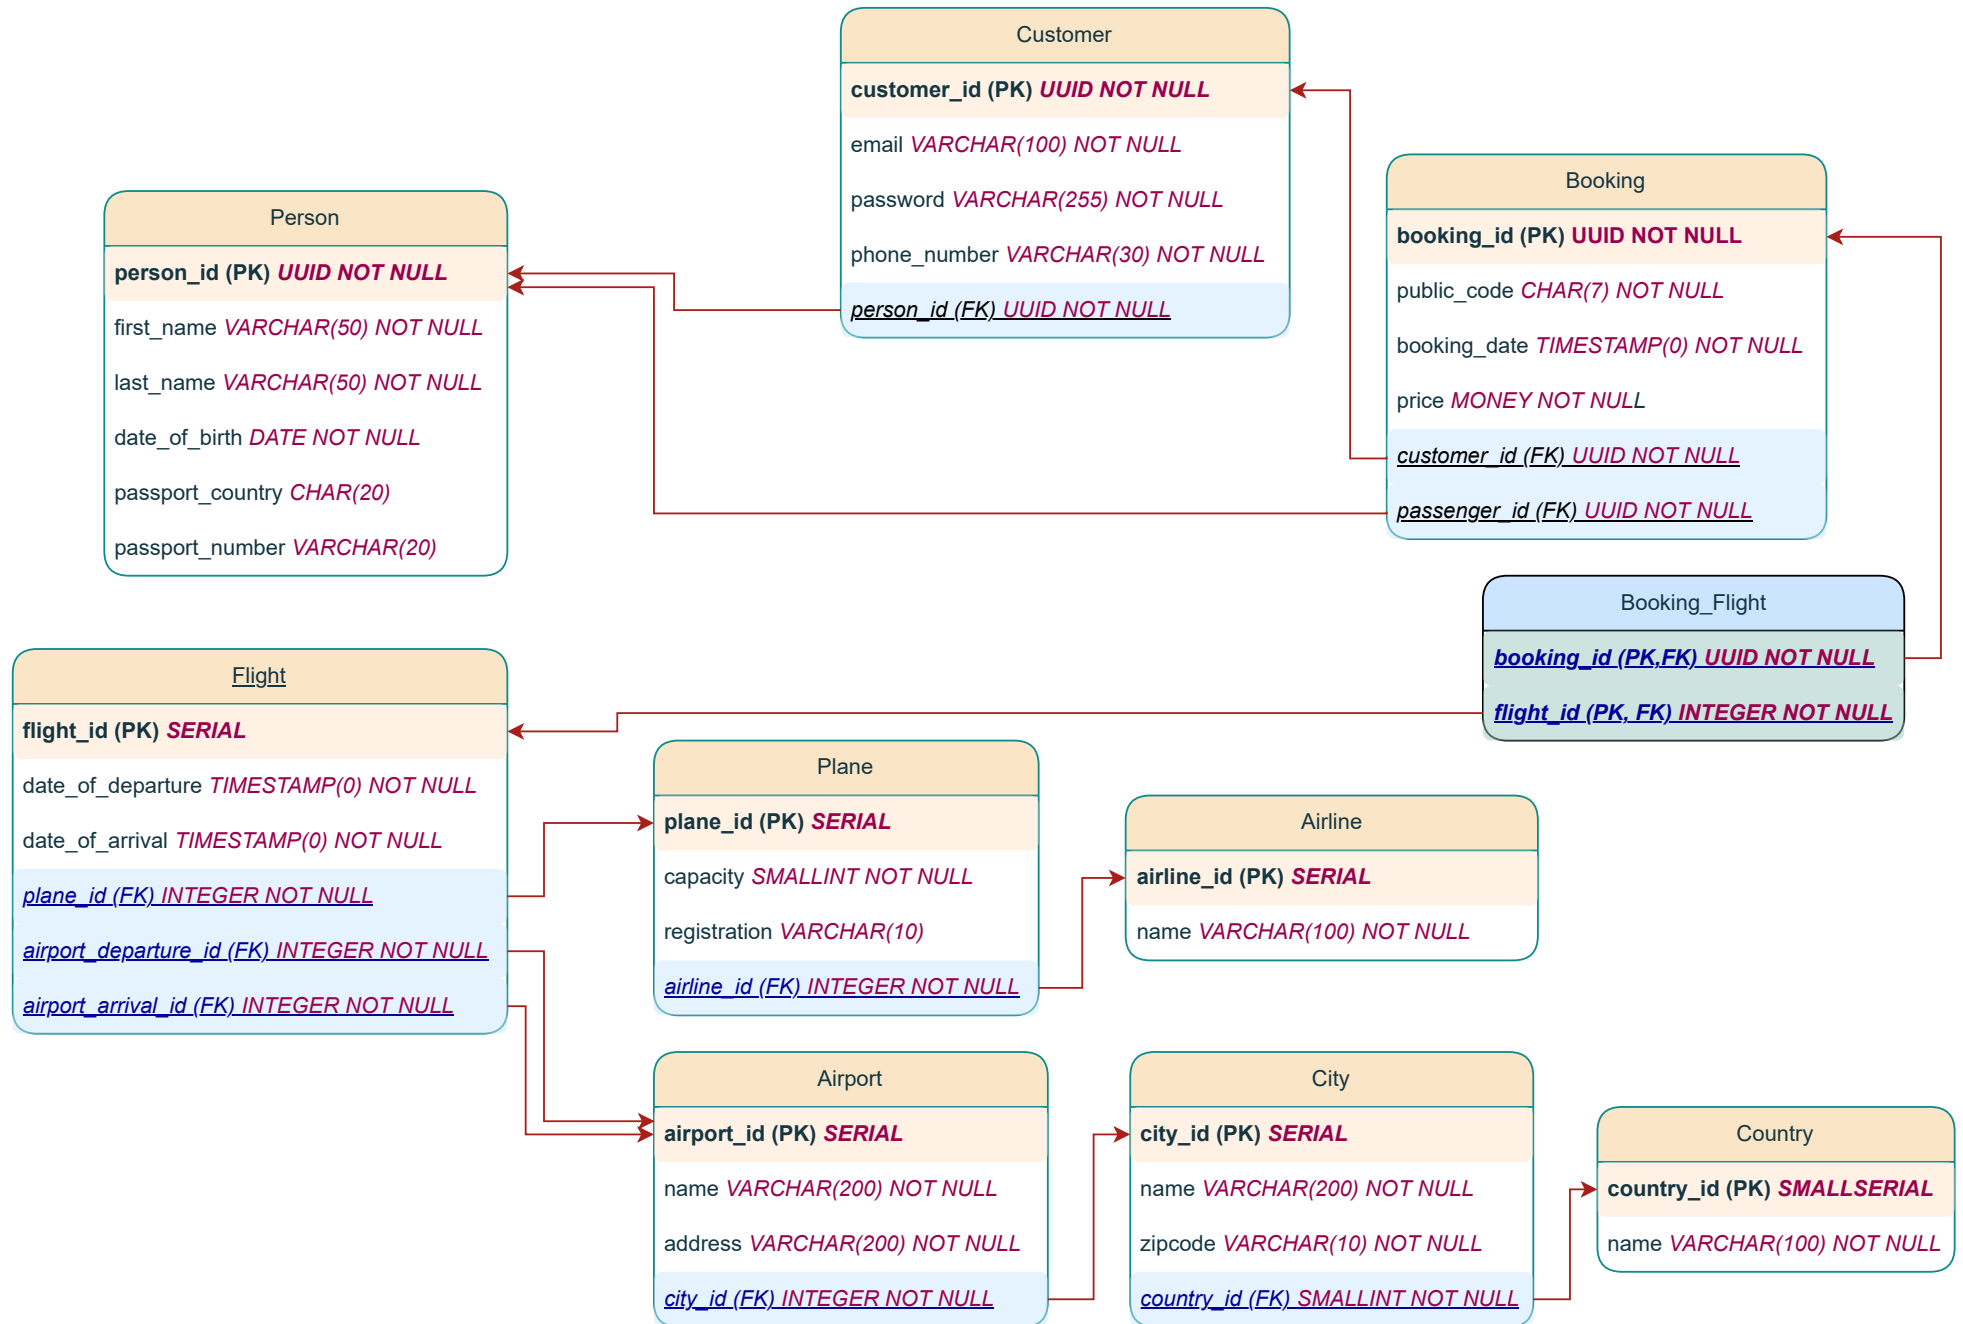 Customer
customer_id (PK) UUID NOT NULL
email VARCHAR(100) NOT NULL
password VARCHAR(255) NOT NULL
phone_number VARCHAR(30) NOT NULL
person_id (FK) UUID NOT NULL
Booking
booking_id (PK) UUID NOT NULL
public_code CHAR(7) NOT NULL
booking_date TIMESTAMP(0) NOT NULL
price MONEY NOT NULL
customer_id (FK) UUID NOT NULL
passenger_id (FK) UUID NOT NULL
Person
person_id (PK) UUID NOT NULL
first_name VARCHAR(50) NOT NULL
last_name VARCHAR(50) NOT NULL
date_of_birth DATE NOT NULL
passport_country CHAR(20)
passport_number VARCHAR(20)
Booking_Flight
booking_id (PK,FK) UUID NOT NULL
flight_id (PK, FK) INTEGER NOT NULL
Flight
flight_id (PK) SERIAL
date_of_departure TIMESTAMP(0) NOT NULL
date_of_arrival TIMESTAMP(0) NOT NULL
plane_id (FK) INTEGER NOT NULL
airport_departure_id (FK) INTEGER NOT NULL
airport_arrival_id (FK) INTEGER NOT NULL
Plane
plane_id (PK) SERIAL
capacity SMALLINT NOT NULL
registration VARCHAR(10)
airline_id (FK) INTEGER NOT NULL
Airline
airline_id (PK) SERIAL
name VARCHAR(100) NOT NULL
Airport
airport_id (PK) SERIAL
name VARCHAR(200) NOT NULL
address VARCHAR(200) NOT NULL
city_id (FK) INTEGER NOT NULL
City
city_id (PK) SERIAL
name VARCHAR(200) NOT NULL
zipcode VARCHAR(10) NOT NULL
country_id (FK) SMALLINT NOT NULL
Country
country_id (PK) SMALLSERIAL
name VARCHAR(100) NOT NULL